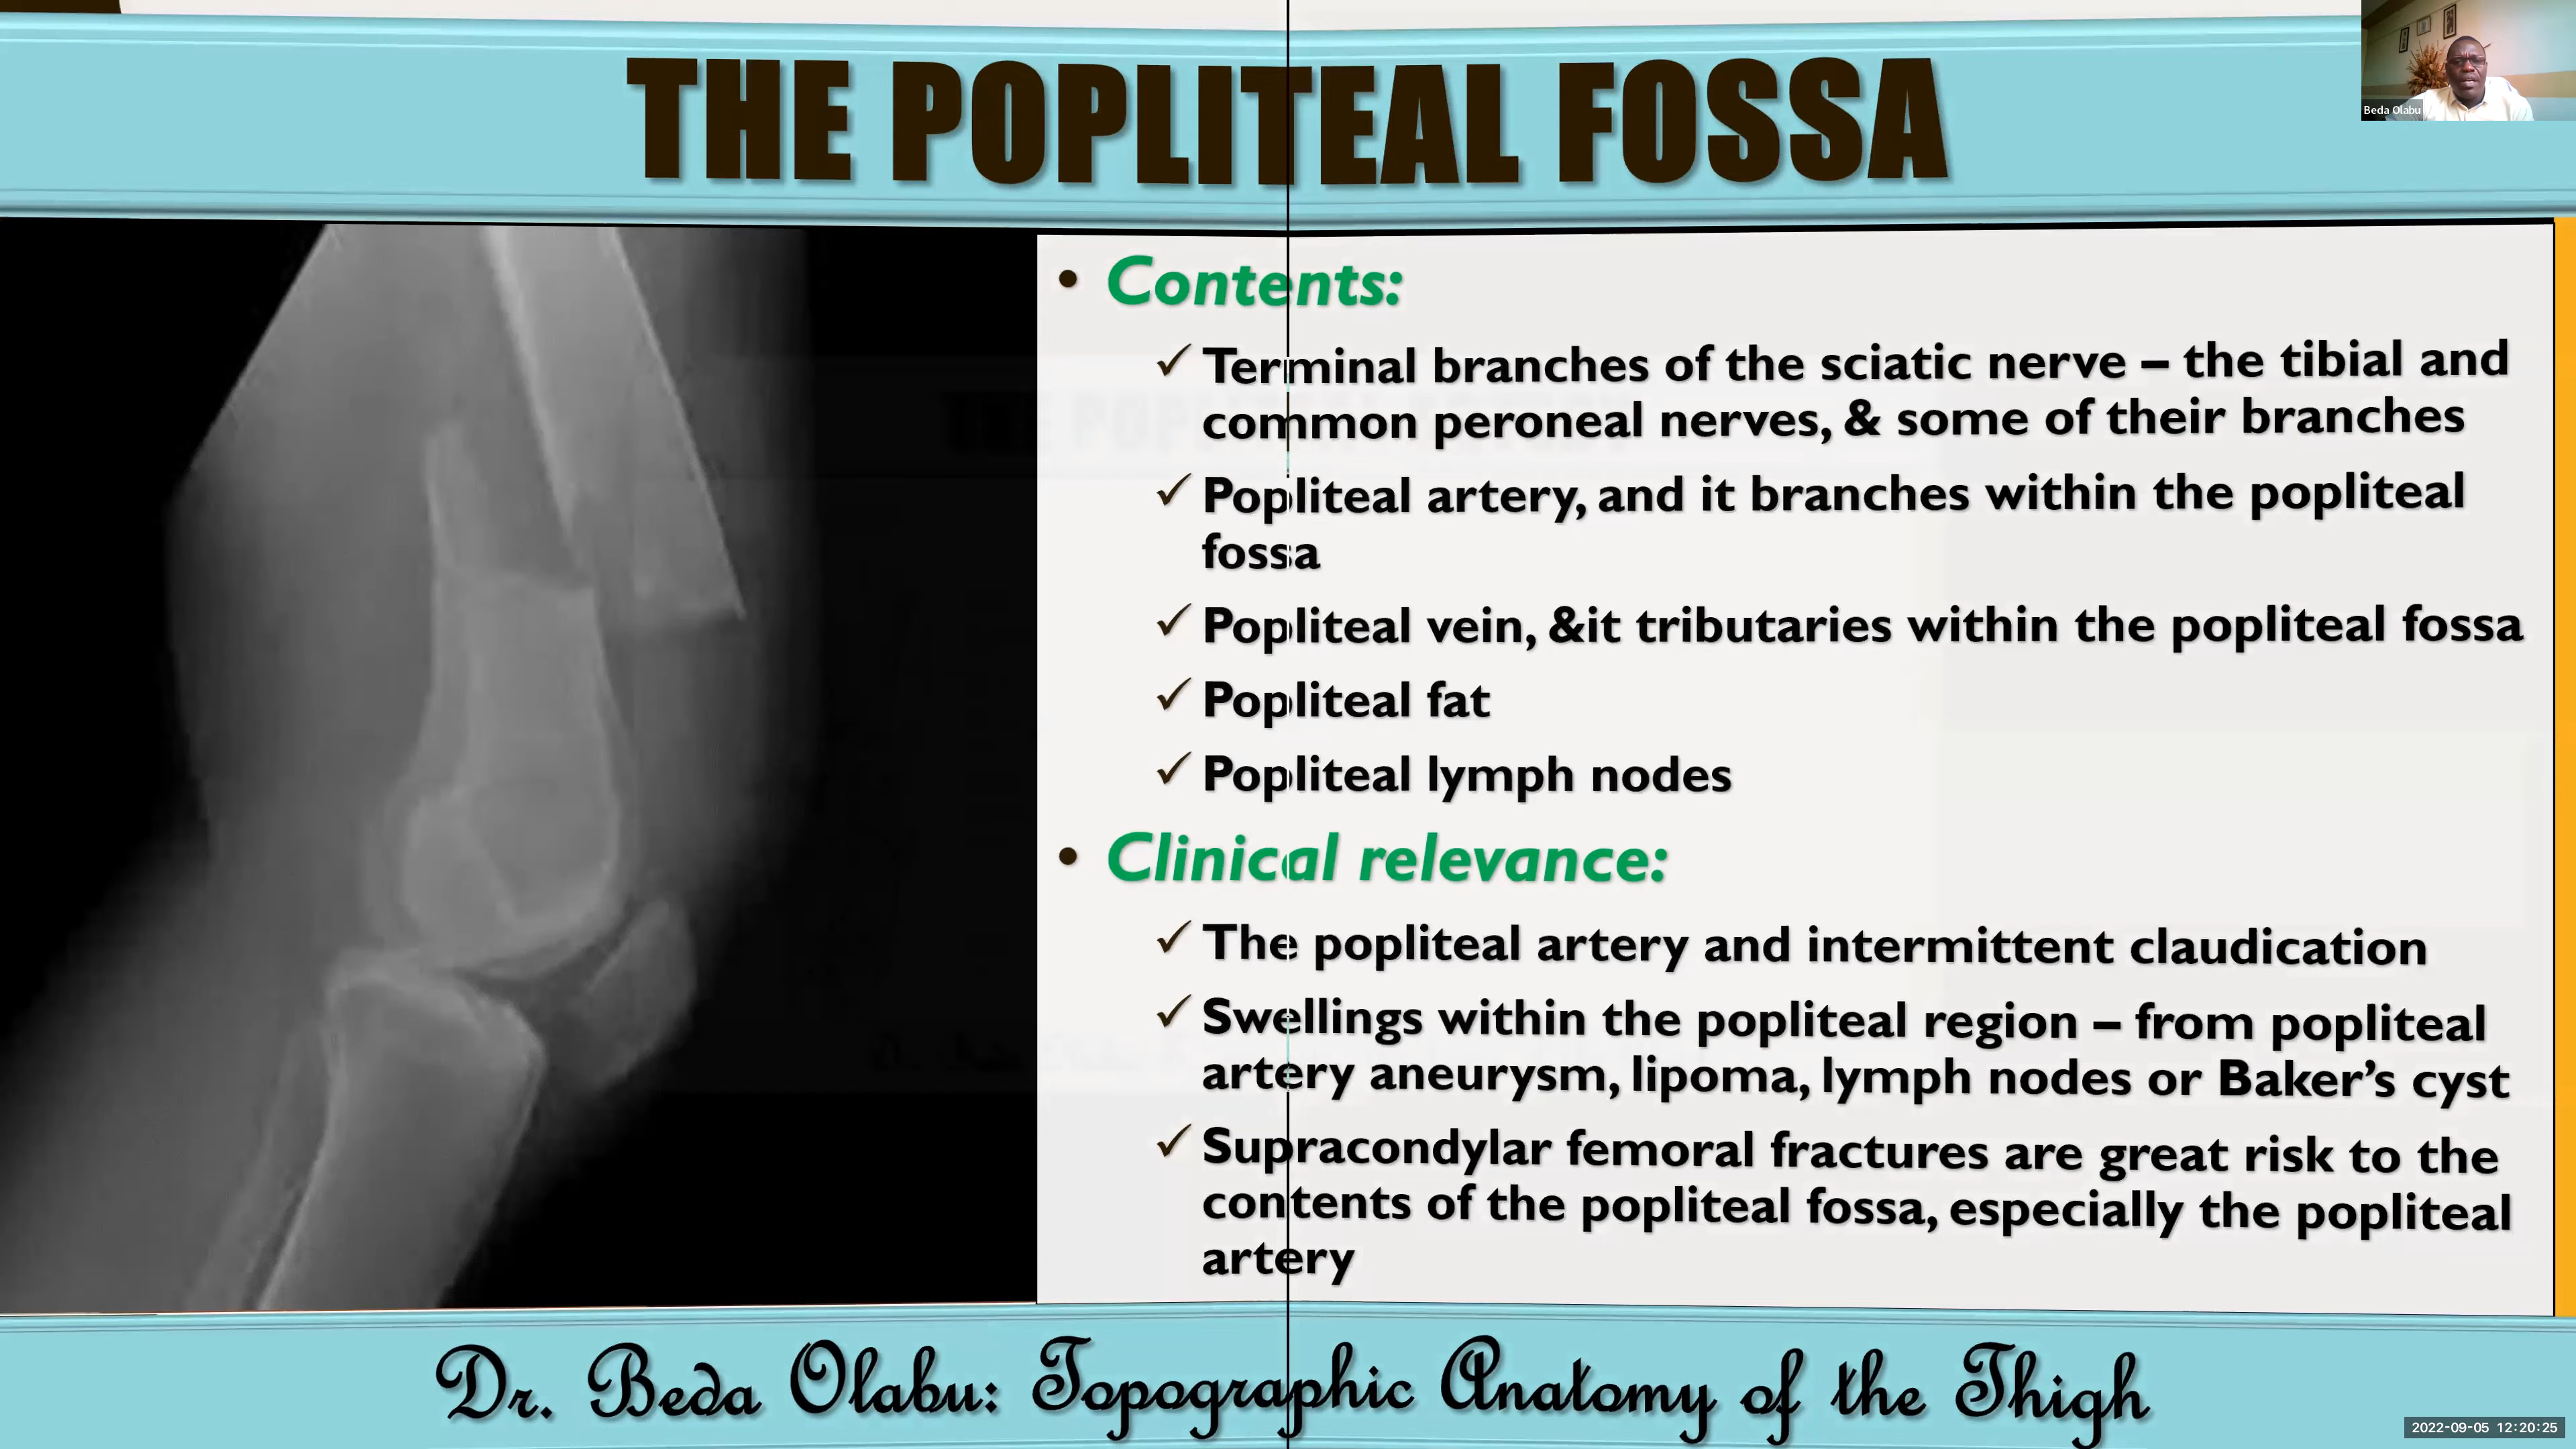 THE POPLITEAL FOSSA
Beda Olabu
• Contents:
✓ Terminal branches of the sciatic nerve – the tibial and
common peroneal nerves, & some of their branches
✓ Popliteal artery, and it branches within the popliteal
fossa
✓ Popliteal vein, &it tributaries within the popliteal fossa
✓ Popliteal fat
✓ Popliteal lymph nodes
• Clinical relevance:
✓ The popliteal artery and intermittent claudication
✓ Swellings within the popliteal region – from popliteal
artery aneurysm, lipoma, lymph nodes or Baker’s cyst
✓ Supracondylar femoral fractures are great risk to the
contents of the popliteal fossa, especially the popliteal
artery
Dr. Beda Olabu: Topographic Anatomy of the Thigh
2022-09-05 12:20:25